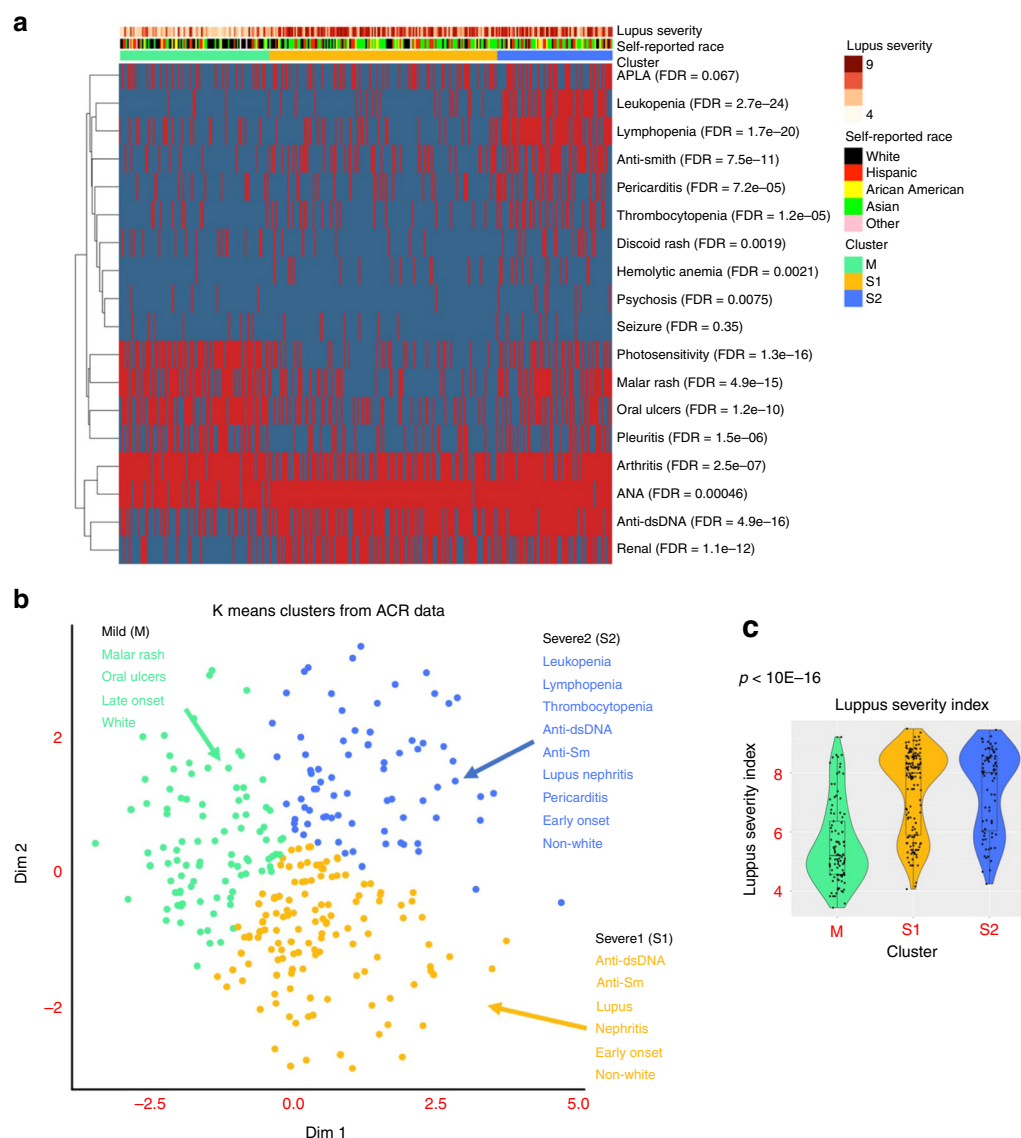 a
Lupus severity
Self-reported race
Cluster
APLA (FDR = 0.067)
Leukopenia (FDR = 2.7e–24)
Lymphopenia (FDR = 1.7e–20)
Anti-smith (FDR = 7.5e–11)
Pericarditis (FDR = 7.2e–05)
Thrombocytopenia (FDR = 1.2e–05)
Discoid rash (FDR = 0.0019)
Hemolytic anemia (FDR = 0.0021)
Psychosis (FDR = 0.0075)
Seizure (FDR = 0.35)
Photosensitivity (FDR = 1.3e–16)
Malar rash (FDR = 4.9e–15)
Oral ulcers (FDR = 1.2e–10)
Pleuritis (FDR = 1.5e–06)
Arthritis (FDR = 2.5e–07)
ANA (FDR = 0.00046)
Anti-dsDNA (FDR = 4.9e–16)
Renal (FDR = 1.1e–12)
Lupus severity
9
4
Self-reported race
White
Hispanic
Arican American
Asian
Other
Cluster
M
S1
S2
b
K means clusters from ACR data
Mild (M)
Malar rash
Oral ulcers
Late onset
White
Severe2 (S2)
Leukopenia
Lymphopenia
Thrombocytopenia
Anti-dsDNA
Anti-Sm
Lupus nephritis
Pericarditis
Early onset
Non-white
Severe1 (S1)
Anti-dsDNA
Anti-Sm
Lupus
Nephritis
Early onset
Non-white
2
0
–2
Dim 2
–2.5
0.0
2.5
5.0
Dim 1
c
p < 10E–16
Luppus severity index
8
6
4
Luppus severity index
M
S1
S2
Cluster